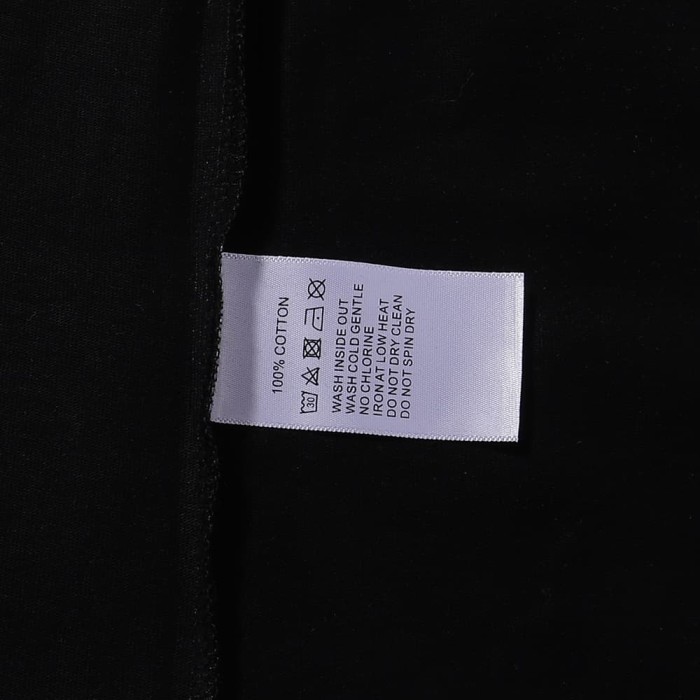 100% COTTON
30
WASH INSIDE OUT
WASH COLD GENTLE
NO CHLORINE
IRON AT LOW HEAT
DO NOT DRY CLEAN
DO NOT SPIN DRY